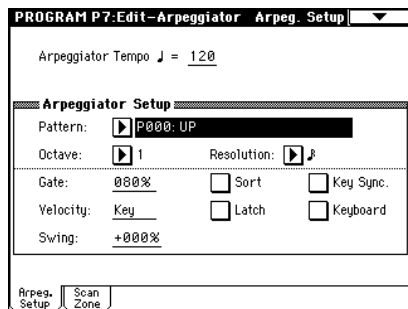 PROGRAM P7:Edit-Arpeggiator Arpeg. Setup
Arpeggiator Tempo ♩ = 120
Arpeggiator Setup
Pattern: P000: UP
Octave: 1 Resolution: ♪
Gate: 080% Sort Key Sync.
Velocity: Key Latch Keyboard
Swing: +000%
Arpeg. Setup
Scan Zone